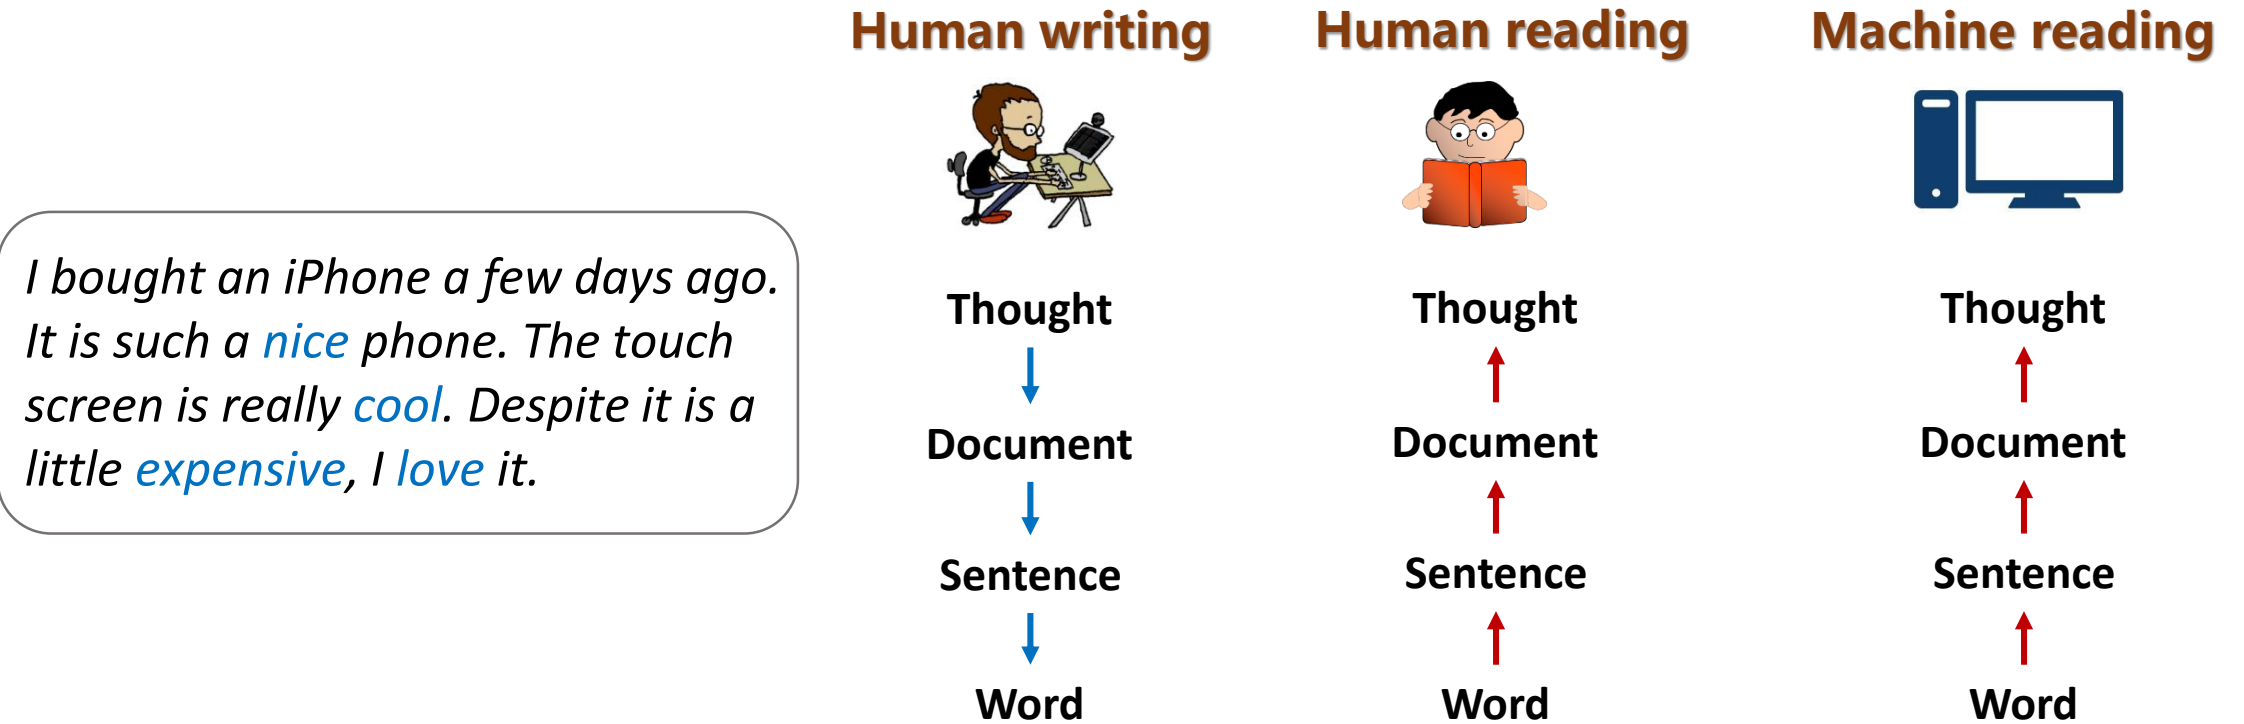 Human writing
Human reading
Machine reading
I bought an iPhone a few days ago.
It is such a nice phone. The touch
screen is really cool. Despite it is a
little expensive, I love it.
Thought
Document
Sentence
Word
Thought
Document
Sentence
Word
Thought
Document
Sentence
Word